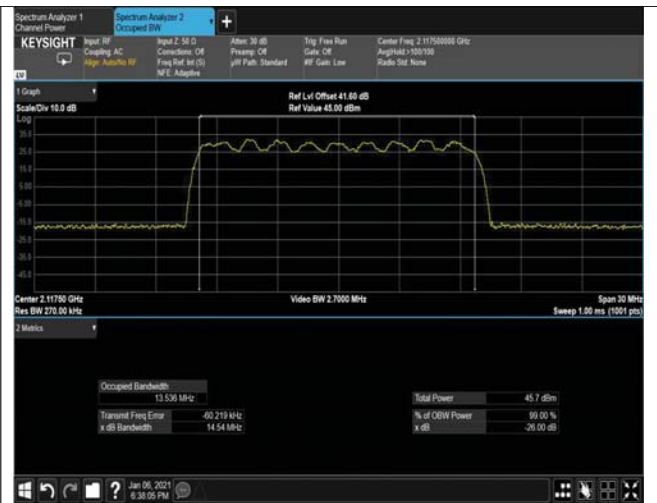 Spectrum Analyzer 1
Channel Power
Spectrum Analyzer 2
Occupied BW
+
KEYSIGHT
Input: RF
Coupling: AC
Align: Auto/No RF
Input Z: 50 Ω
Corrections: Off
Freq Ref: Int (S)
NFE: Adaptive
Atten: 30 dB
Preamp: Off
µW Path: Standard
Trig: Free Run
Gate: Off
#IF Gain: Low
Center Freq: 2.117500000 GHz
Avg|Hold:>100/100
Radio Std: None
1 Graph
Scale/Div 10.0 dB
Ref Lvl Offset 41.60 dB
Ref Value 45.00 dBm
Log
35.0
25.0
15.0
5.00
-5.00
-15.0
-25.0
-35.0
-45.0
Center 2.11750 GHz
Res BW 270.00 kHz
Video BW 2.7000 MHz
Span 30 MHz
Sweep 1.00 ms (1001 pts)
2 Metrics
Occupied Bandwidth
13.536 MHz
Transmit Freq Error -60.219 kHz
x dB Bandwidth 14.54 MHz
Total Power 45.7 dBm
% of OBW Power 99.00 %
x dB -26.00 dB
?
Jan 06, 2021
6:38:05 PM